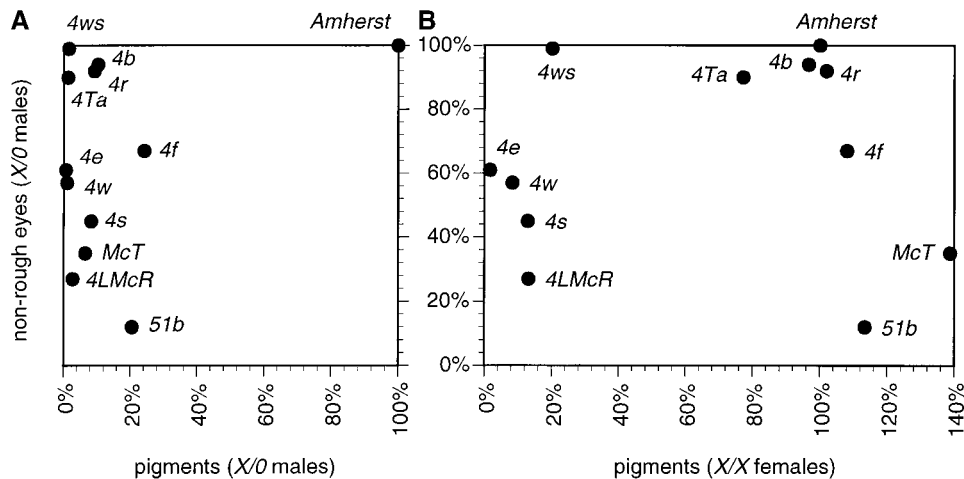 A
B
4ws
4b
4r
4Ta
4f
4e
4w
4s
McT
4LMcR
51b
Amherst
non-rough eyes (X/0 males)
0%
20%
40%
60%
80%
100%
pigments (X/0 males)
100%
80%
60%
40%
20%
0%
Amherst
4ws
4Ta
4b
4r
4e
4w
4f
4s
McT
4LMcR
51b
0%
20%
40%
60%
80%
100%
120%
140%
pigments (X/X females)